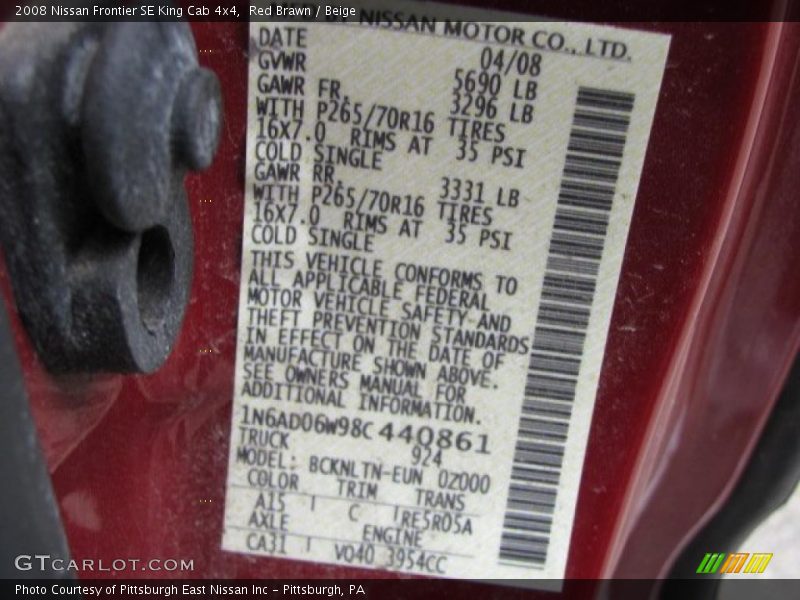 2008 Nissan Frontier SE King Cab 4x4, Red Brawn / Beige
NISSAN MOTOR CO., LTD.
DATE 04/08
GVWR 5690 LB
GAWR FR. 3296 LB
WITH P265/70R16 TIRES
16X7.0 RIMS AT 35 PSI
COLD SINGLE
GAWR RR. 3331 LB
WITH P265/70R16 TIRES
16X7.0 RIMS AT 35 PSI
COLD SINGLE
THIS VEHICLE CONFORMS TO
ALL APPLICABLE FEDERAL
MOTOR VEHICLE SAFETY AND
THEFT PREVENTION STANDARDS
IN EFFECT ON THE DATE OF
MANUFACTURE SHOWN ABOVE.
SEE OWNERS MANUAL FOR
ADDITIONAL INFORMATION.
1N6AD06W98C440861
TRUCK 924
MODEL: BCKNLTN-EUN 0Z000
COLOR TRIM TRANS
A15 C RE5R05A
AXLE ENGINE
CA31 VQ40 3954CC
GTCARLOT.COM
Photo Courtesy of Pittsburgh East Nissan Inc - Pittsburgh, PA